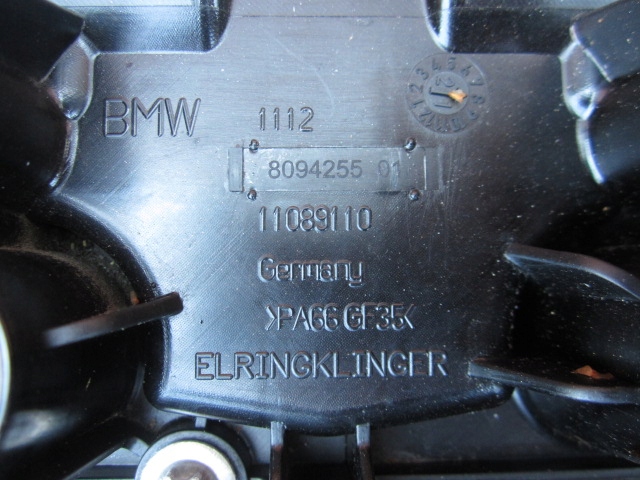 BMW 1112
8094255 01
11089110
Germany
>PA66 GF35<
ELRINGKLINGER